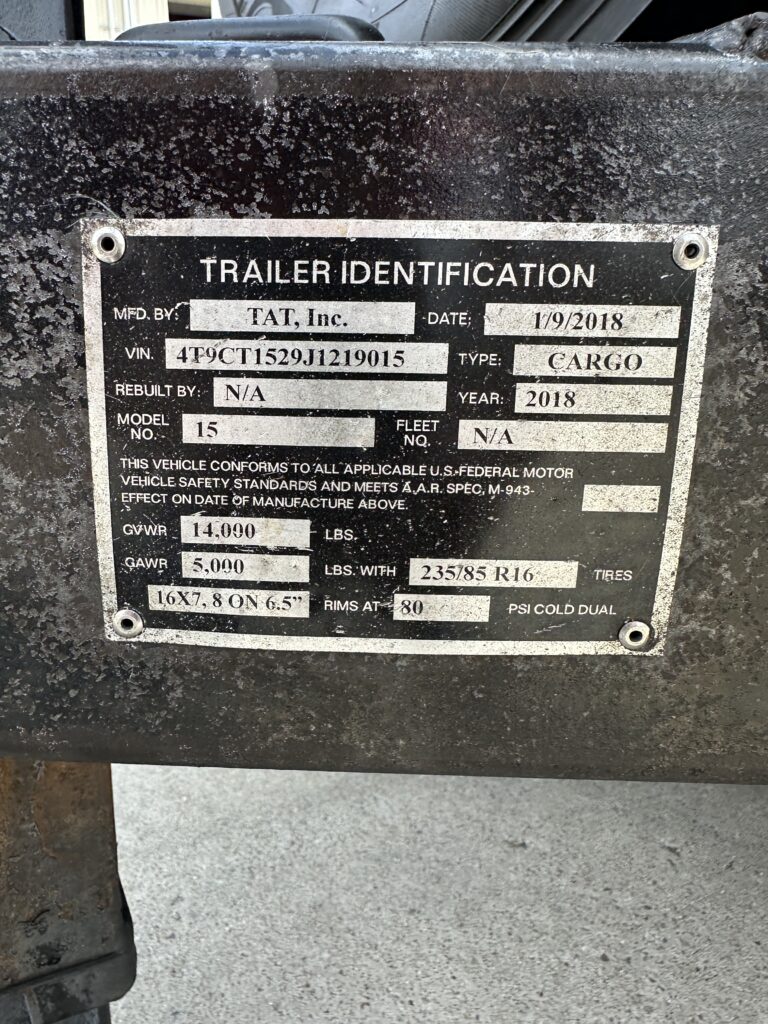 TRAILER IDENTIFICATION
MFD. BY: TAT, Inc. DATE: 1/9/2018
VIN. 4T9CT1529J1219015 TYPE: CARGO
REBUILT BY: N/A YEAR: 2018
MODEL NO. 15 FLEET NO. N/A
THIS VEHICLE CONFORMS TO ALL APPLICABLE U.S. FEDERAL MOTOR
VEHICLE SAFETY STANDARDS AND MEETS A.A.R. SPEC. M-943-
EFFECT ON DATE OF MANUFACTURE ABOVE.
GVWR 14,000 LBS.
GAWR 5,000 LBS. WITH 235/85 R16 TIRES
16X7, 8 ON 6.5" RIMS AT 80 PSI COLD DUAL